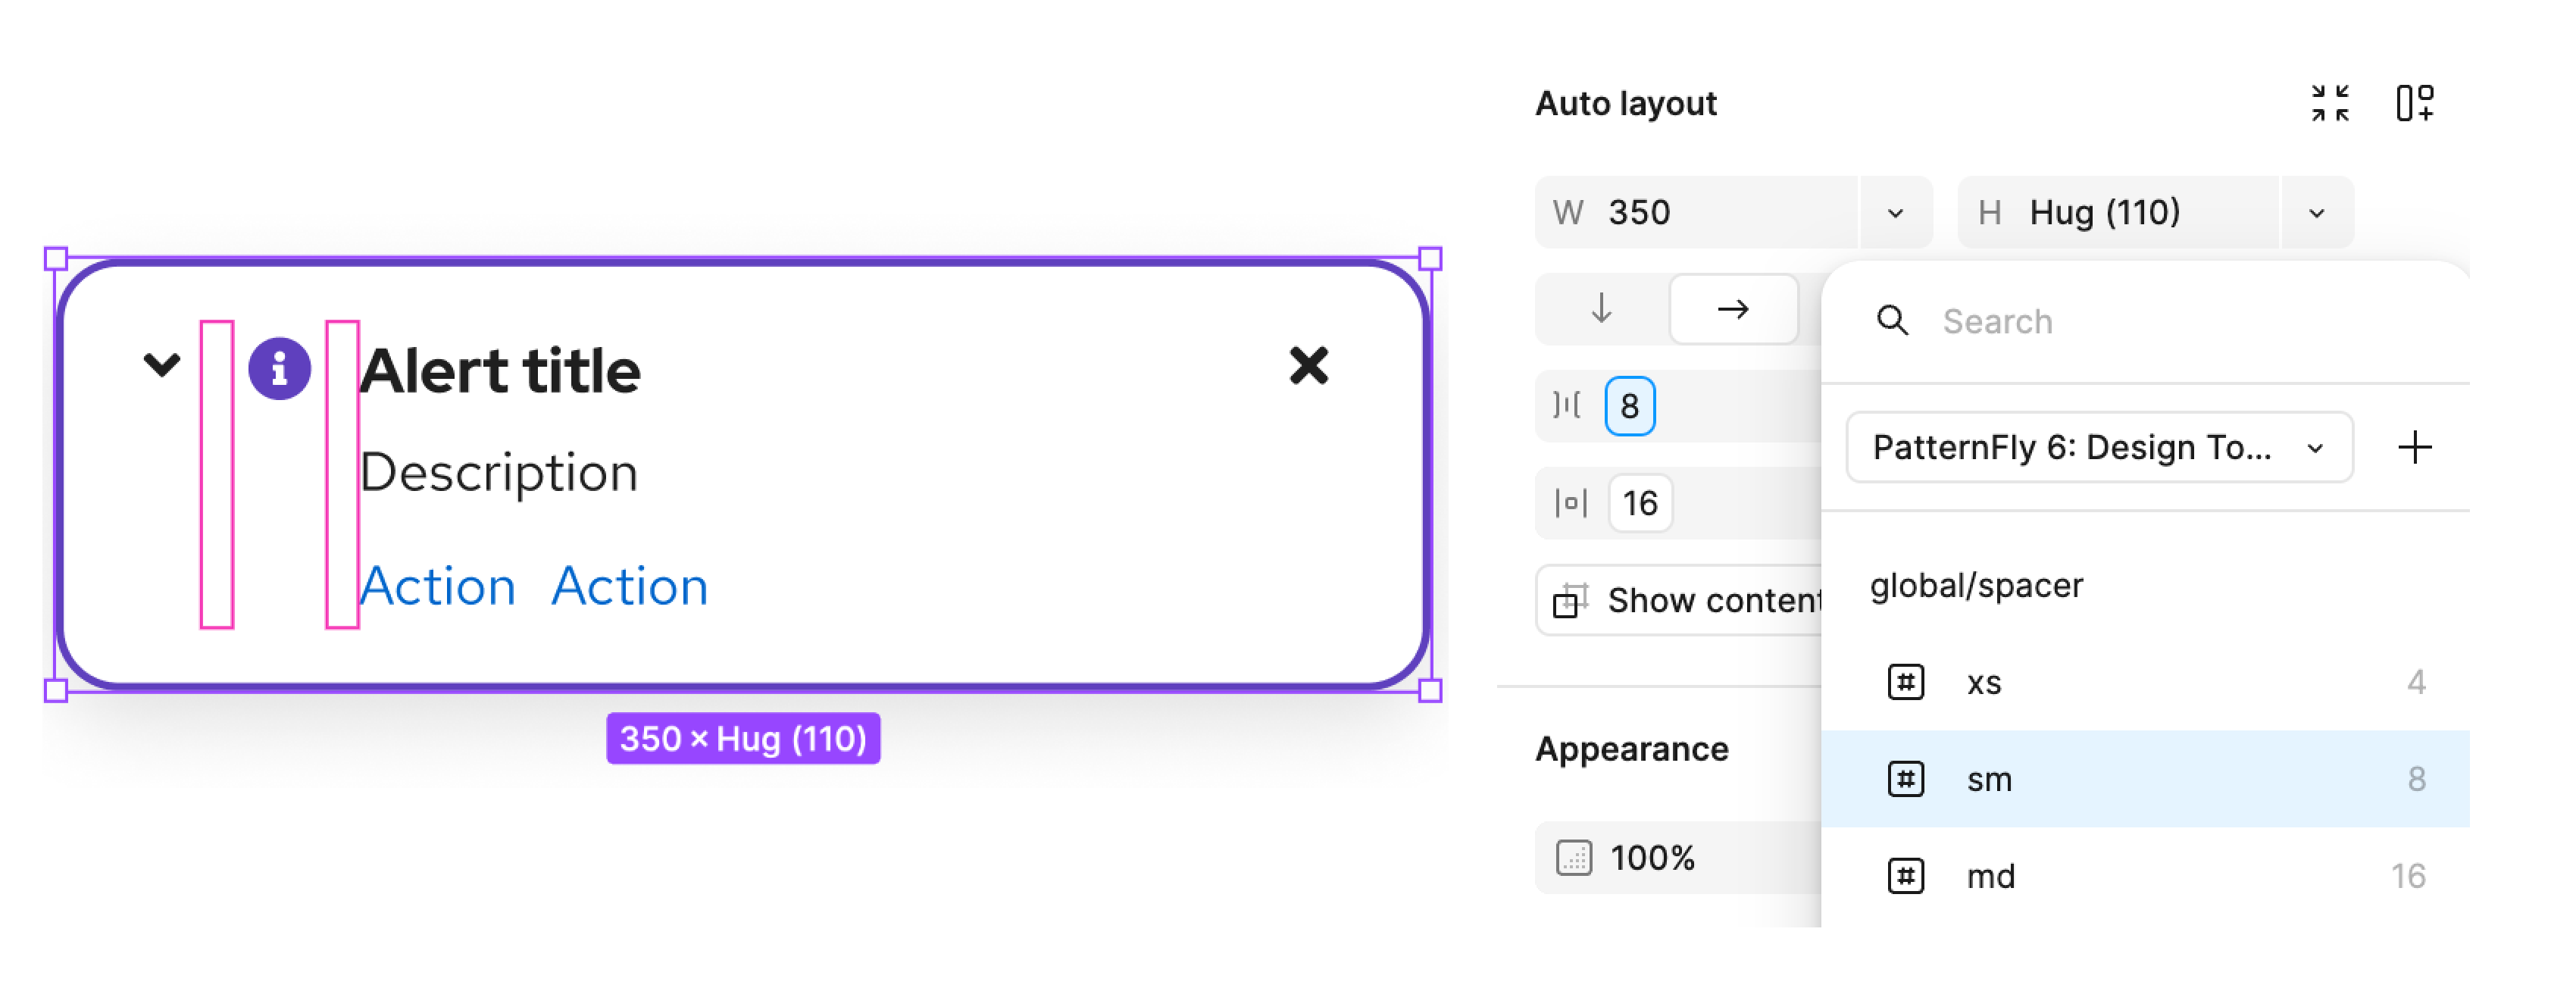 Alert title
Description
Action Action
350 × Hug (110)
Auto layout
W 350
H Hug (110)
8
16
Show content
Appearance
100%
Search
PatternFly 6: Design To...
global/spacer
xs 4
sm 8
md 16